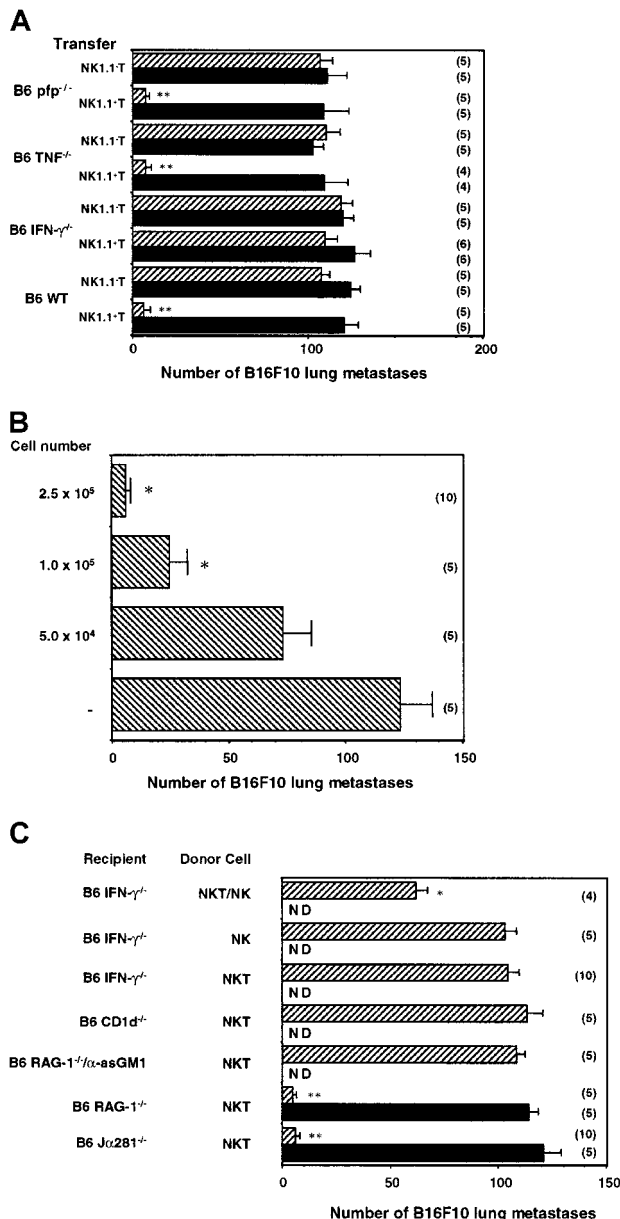 A
Transfer
B6 pfp-/-
NK1.1-T (5)
(5)
NK1.1+T ** (5)
(5)
B6 TNF-/-
NK1.1-T (5)
(5)
NK1.1+T ** (4)
(4)
B6 IFN-γ-/-
NK1.1-T (5)
(5)
NK1.1+T (6)
(6)
B6 WT
NK1.1-T (5)
(5)
NK1.1+T ** (5)
(5)
0 100 200
Number of B16F10 lung metastases
B
Cell number
2.5 x 10⁵ * (10)
1.0 x 10⁵ * (5)
5.0 x 10⁴ (5)
- (5)
0 50 100 150
Number of B16F10 lung metastases
C
Recipient Donor Cell
B6 IFN-γ-/- NKT/NK * (4)
ND
B6 IFN-γ-/- NK (5)
ND
B6 IFN-γ-/- NKT (10)
ND
B6 CD1d-/- NKT (5)
ND
B6 RAG-1-/-/α-asGM1 NKT (5)
ND
B6 RAG-1-/- NKT ** (5)
(5)
B6 Jα281-/- NKT ** (10)
(5)
0 50 100 150
Number of B16F10 lung metastases